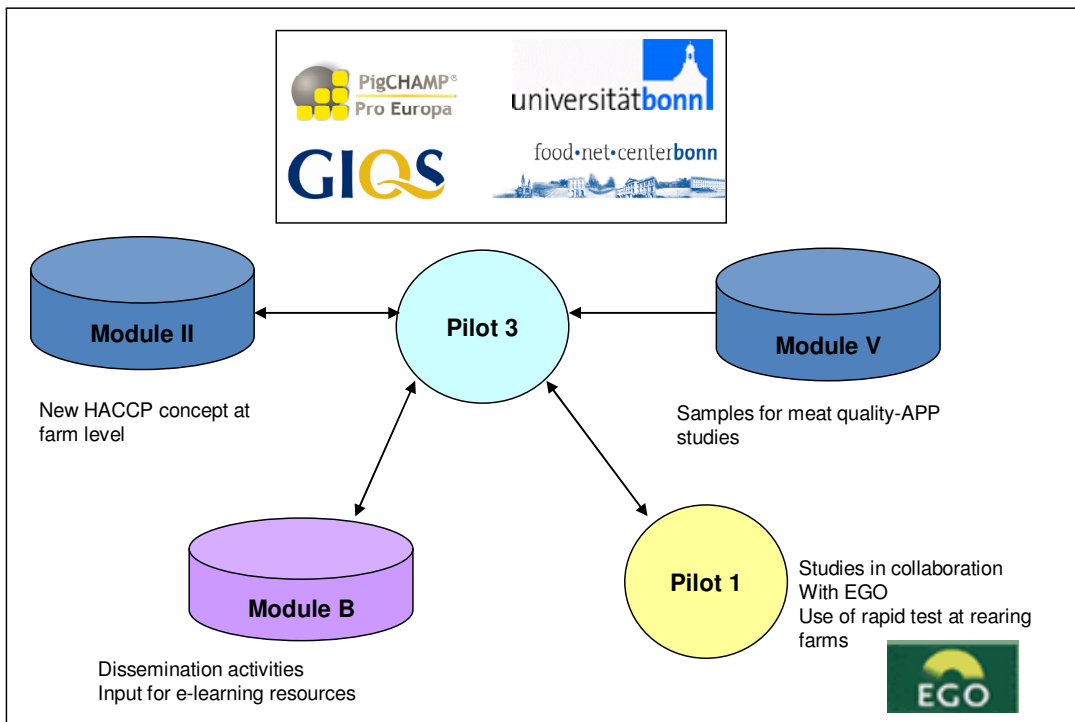 PigCHAMP®
Pro Europa
universitätbonn
GIQS
food•net•centerbonn
Module II
Pilot 3
Module V
New HACCP concept at
farm level
Samples for meat quality-APP
studies
Module B
Pilot 1
Studies in collaboration
With EGO
Use of rapid test at rearing
farms
Dissemination activities
Input for e-learning resources
EGO